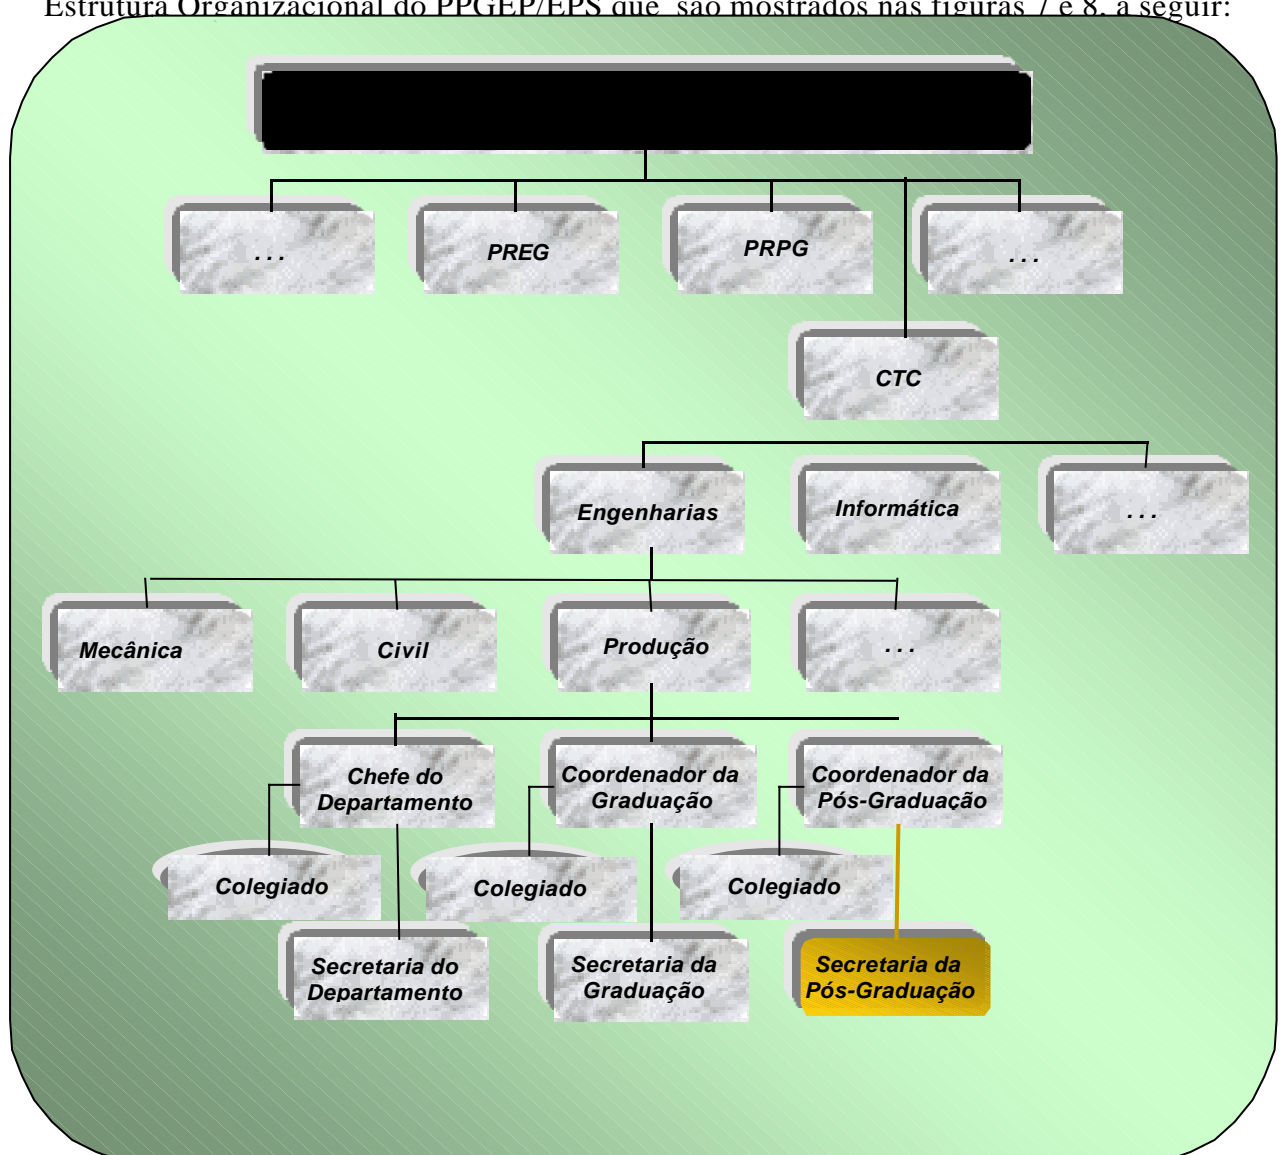 Estrutura Organizacional do PPGEP/EPS que são mostrados nas figuras 7 e 8, a seguir:
. . .
PREG
PRPG
. . .
CTC
Engenharias
Informática
. . .
Mecânica
Civil
Produção
. . .
Chefe do
Departamento
Coordenador da
Graduação
Coordenador da
Pós-Graduação
Colegiado
Colegiado
Colegiado
Secretaria do
Departamento
Secretaria da
Graduação
Secretaria da
Pós-Graduação